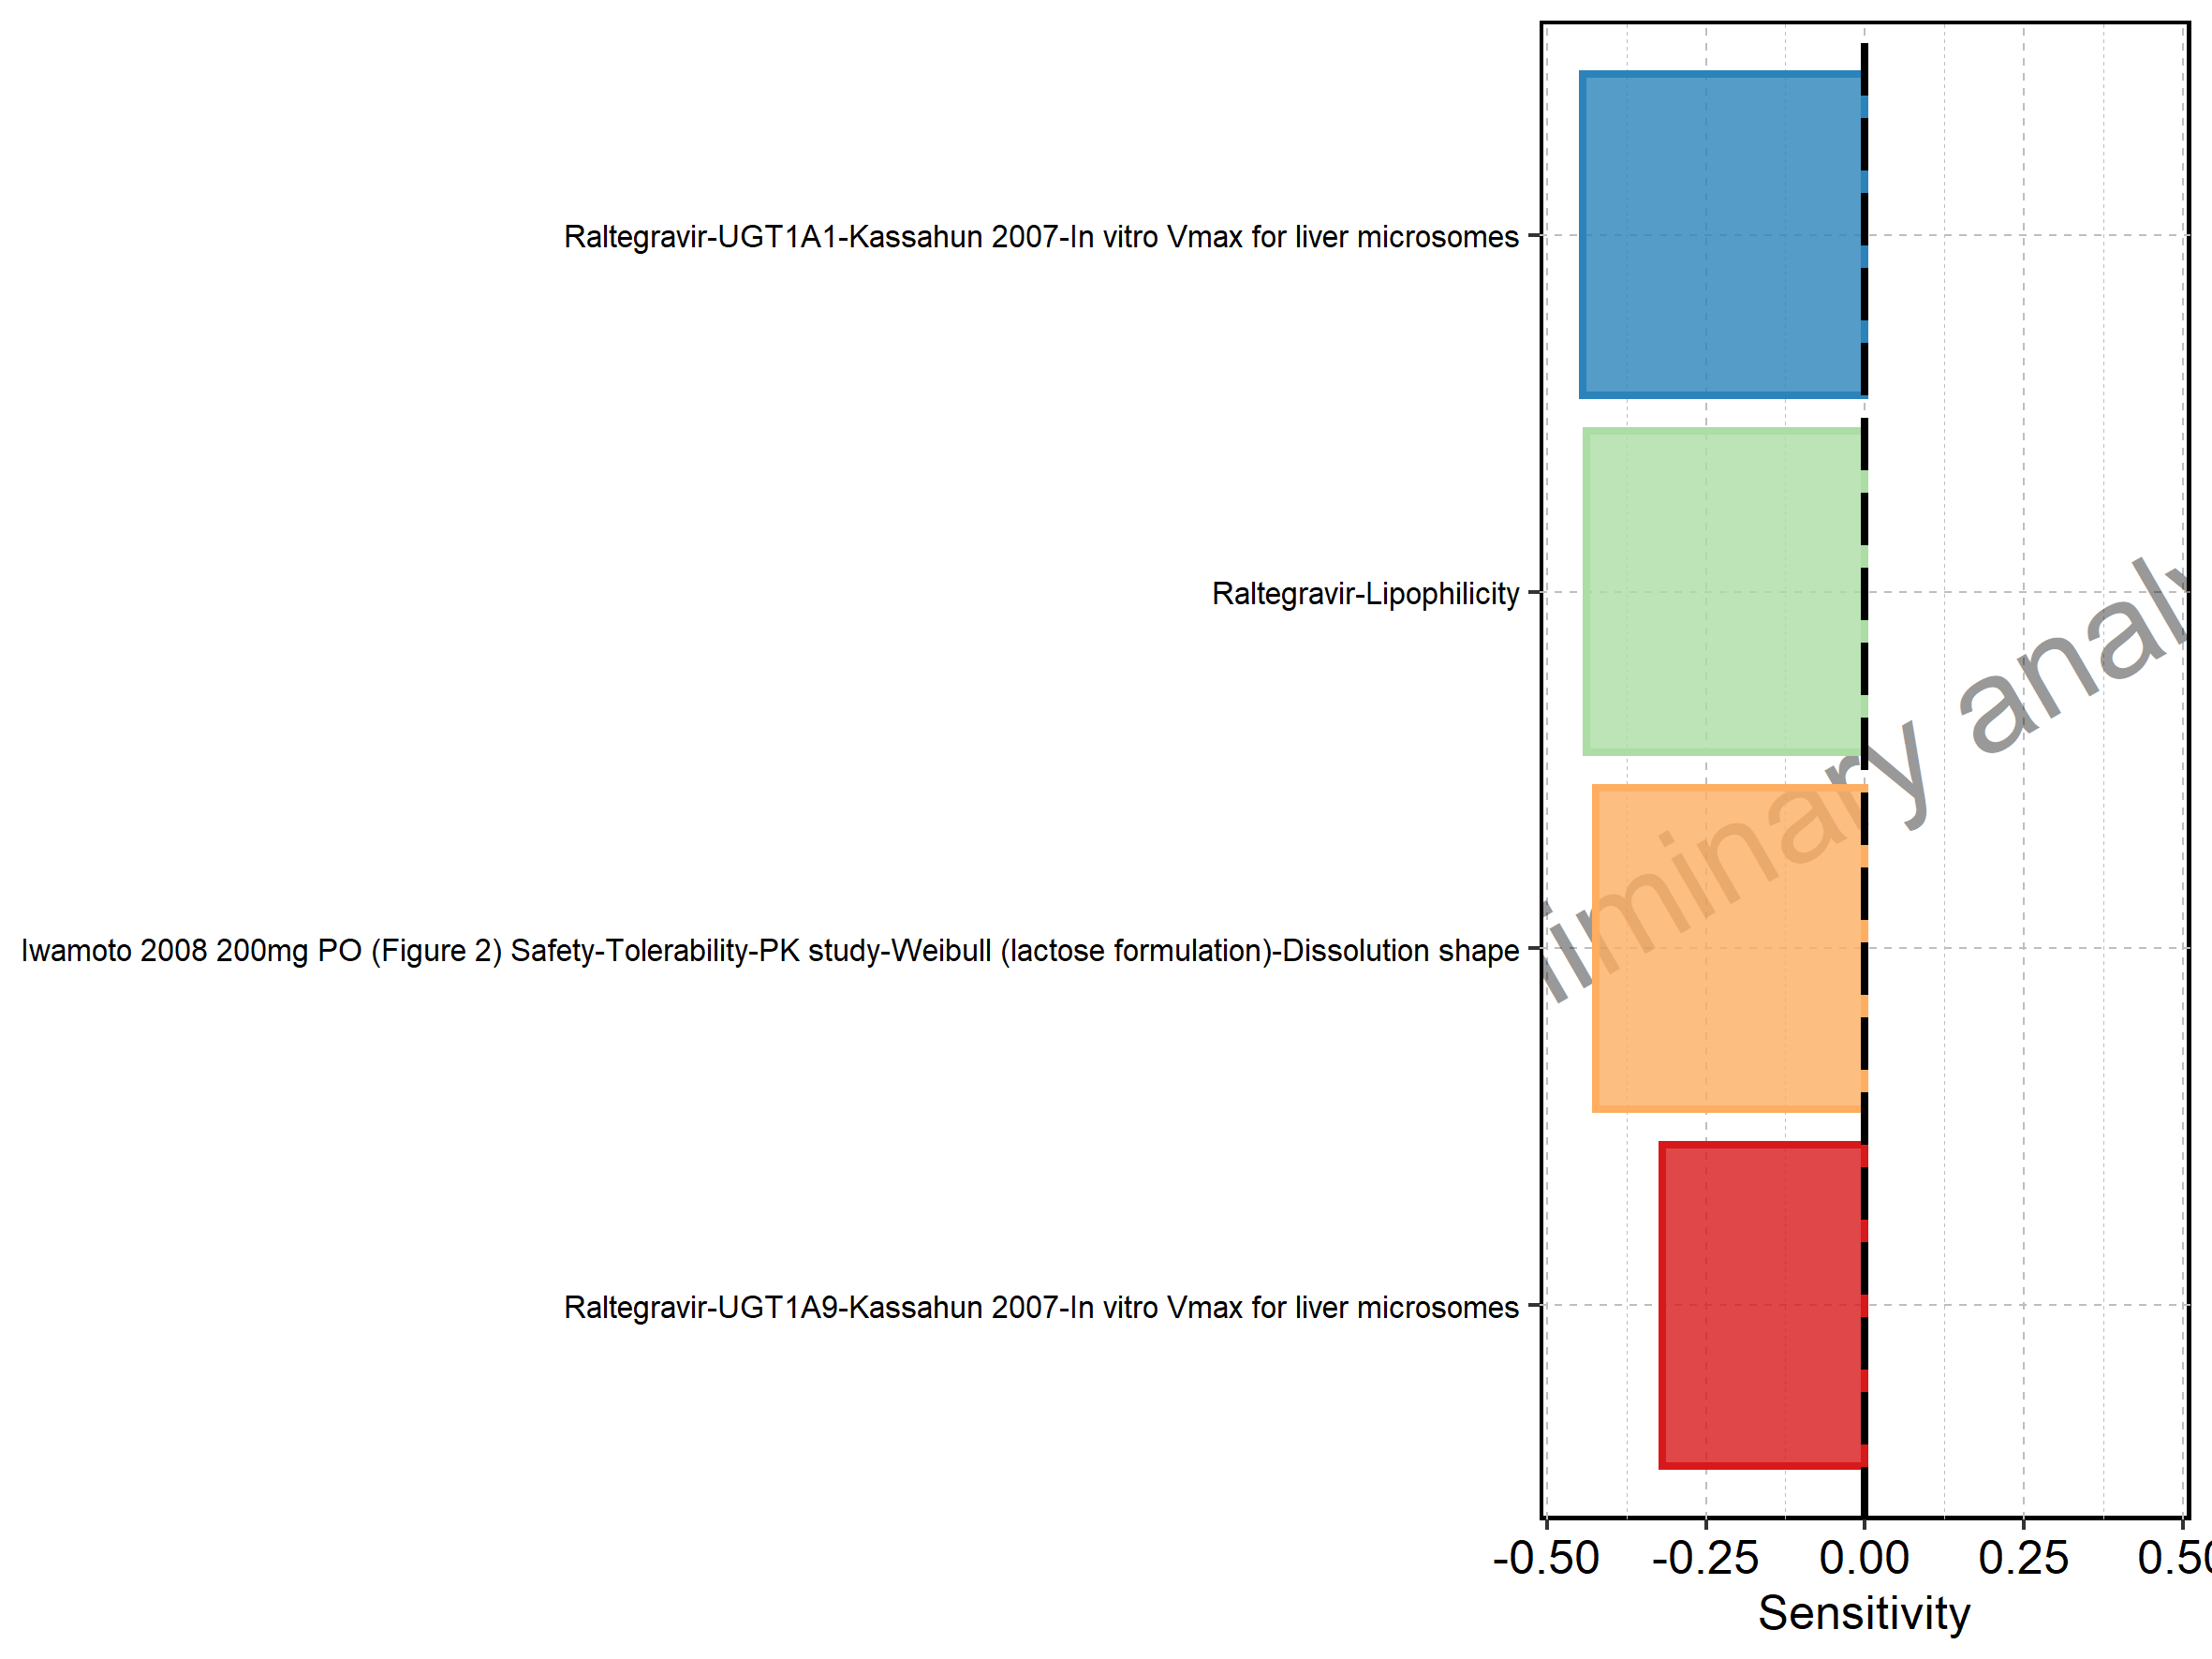 Raltegravir-UGT1A1-Kassahun 2007-In vitro Vmax for liver microsomes
Raltegravir-Lipophilicity
Iwamoto 2008 200mg PO (Figure 2) Safety-Tolerability-PK study-Weibull (lactose formulation)-Dissolution shape
Raltegravir-UGT1A9-Kassahun 2007-In vitro Vmax for liver microsomes
-0.50 -0.25 0.00 0.25
Sensitivity